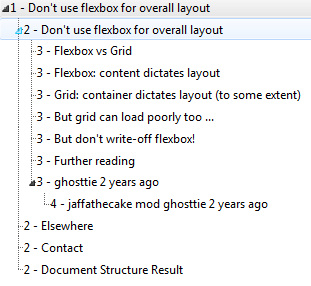 1 - Don't use flexbox for overall layout
2 - Don't use flexbox for overall layout
3 - Flexbox vs Grid
3 - Flexbox: content dictates layout
3 - Grid: container dictates layout (to some extent)
3 - But grid can load poorly too ...
3 - But don't write-off flexbox!
3 - Further reading
3 - ghosttie 2 years ago
4 - jaffathecake mod ghosttie 2 years ago
2 - Elsewhere
2 - Contact
2 - Document Structure Result